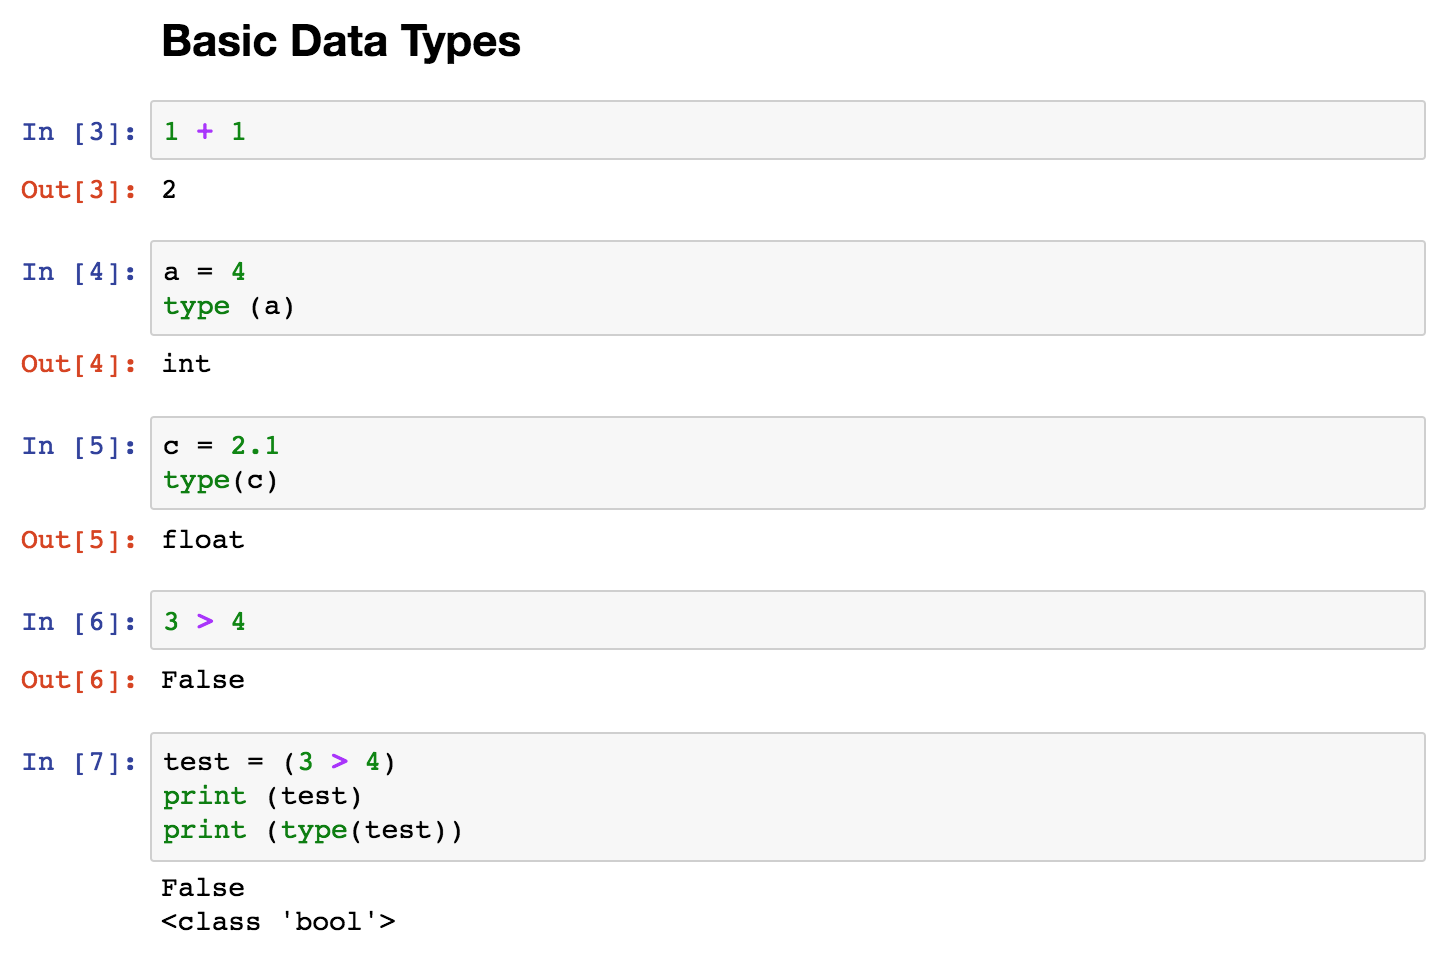 Basic Data Types
In [3]: 1 + 1
Out[3]: 2
In [4]: a = 4
type (a)
Out[4]: int
In [5]: c = 2.1
type(c)
Out[5]: float
In [6]: 3 > 4
Out[6]: False
In [7]: test = (3 > 4)
print (test)
print (type(test))
False
<class 'bool'>